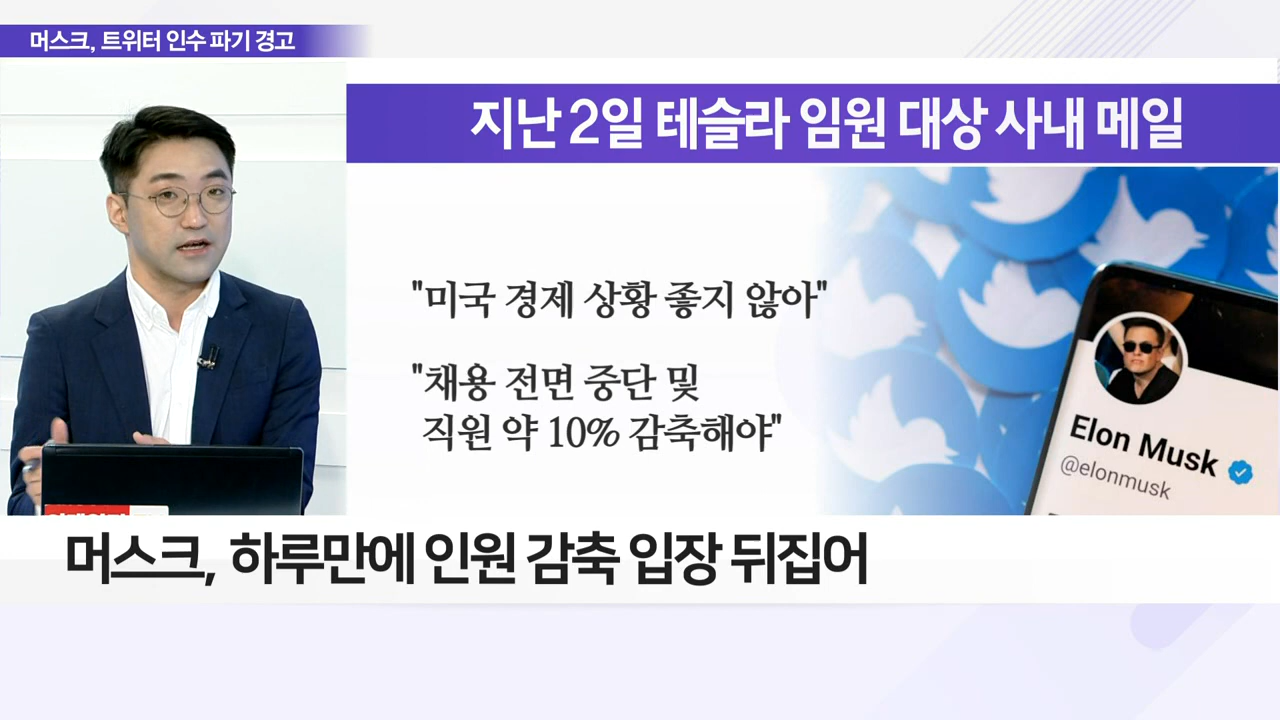 머스크, 트위터 인수 파기 경고
지난 2일 테슬라 임원 대상 사내 메일
"미국 경제 상황 좋지 않아"
"채용 전면 중단 및
직원 약 10% 감축해야"
Elon Musk
@elonmusk
머스크, 하루만에 인원 감축 입장 뒤집어